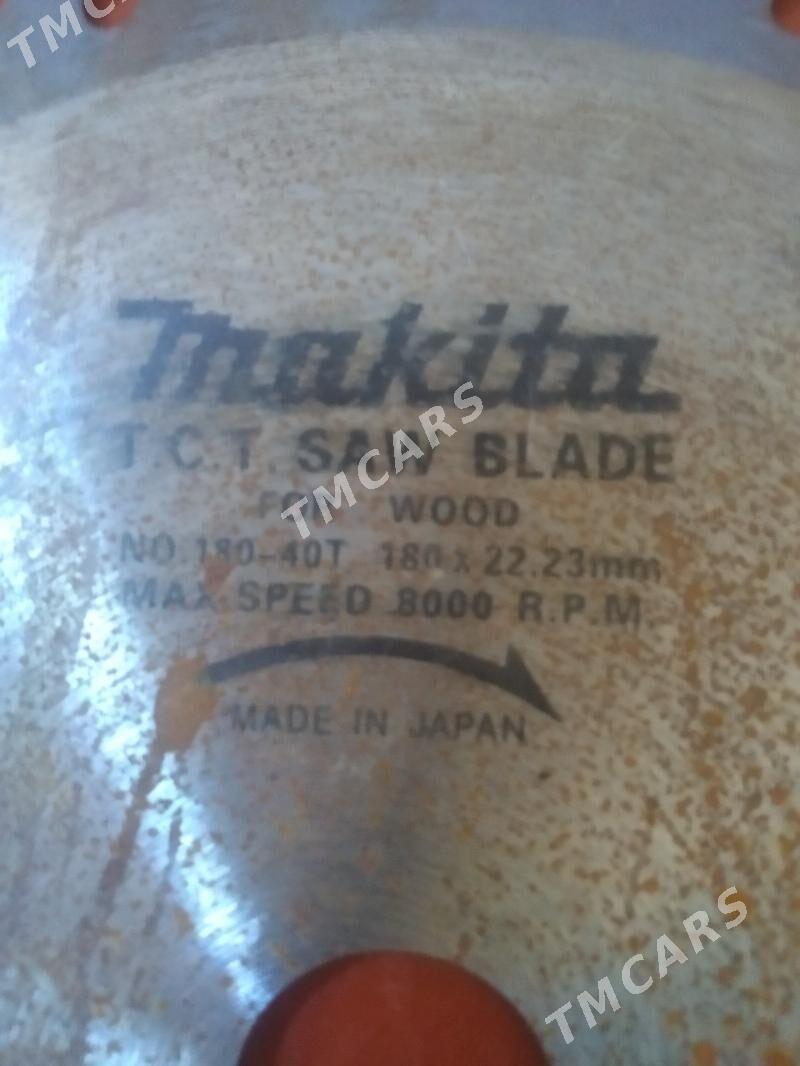 TMCARS
makita
T.C.T. SAW BLADE
FOR WOOD
TMCARS
NO.180-40T 180 x 22.23mm
MAX SPEED 8000 R.P.M.
MADE IN JAPAN
TMCARS